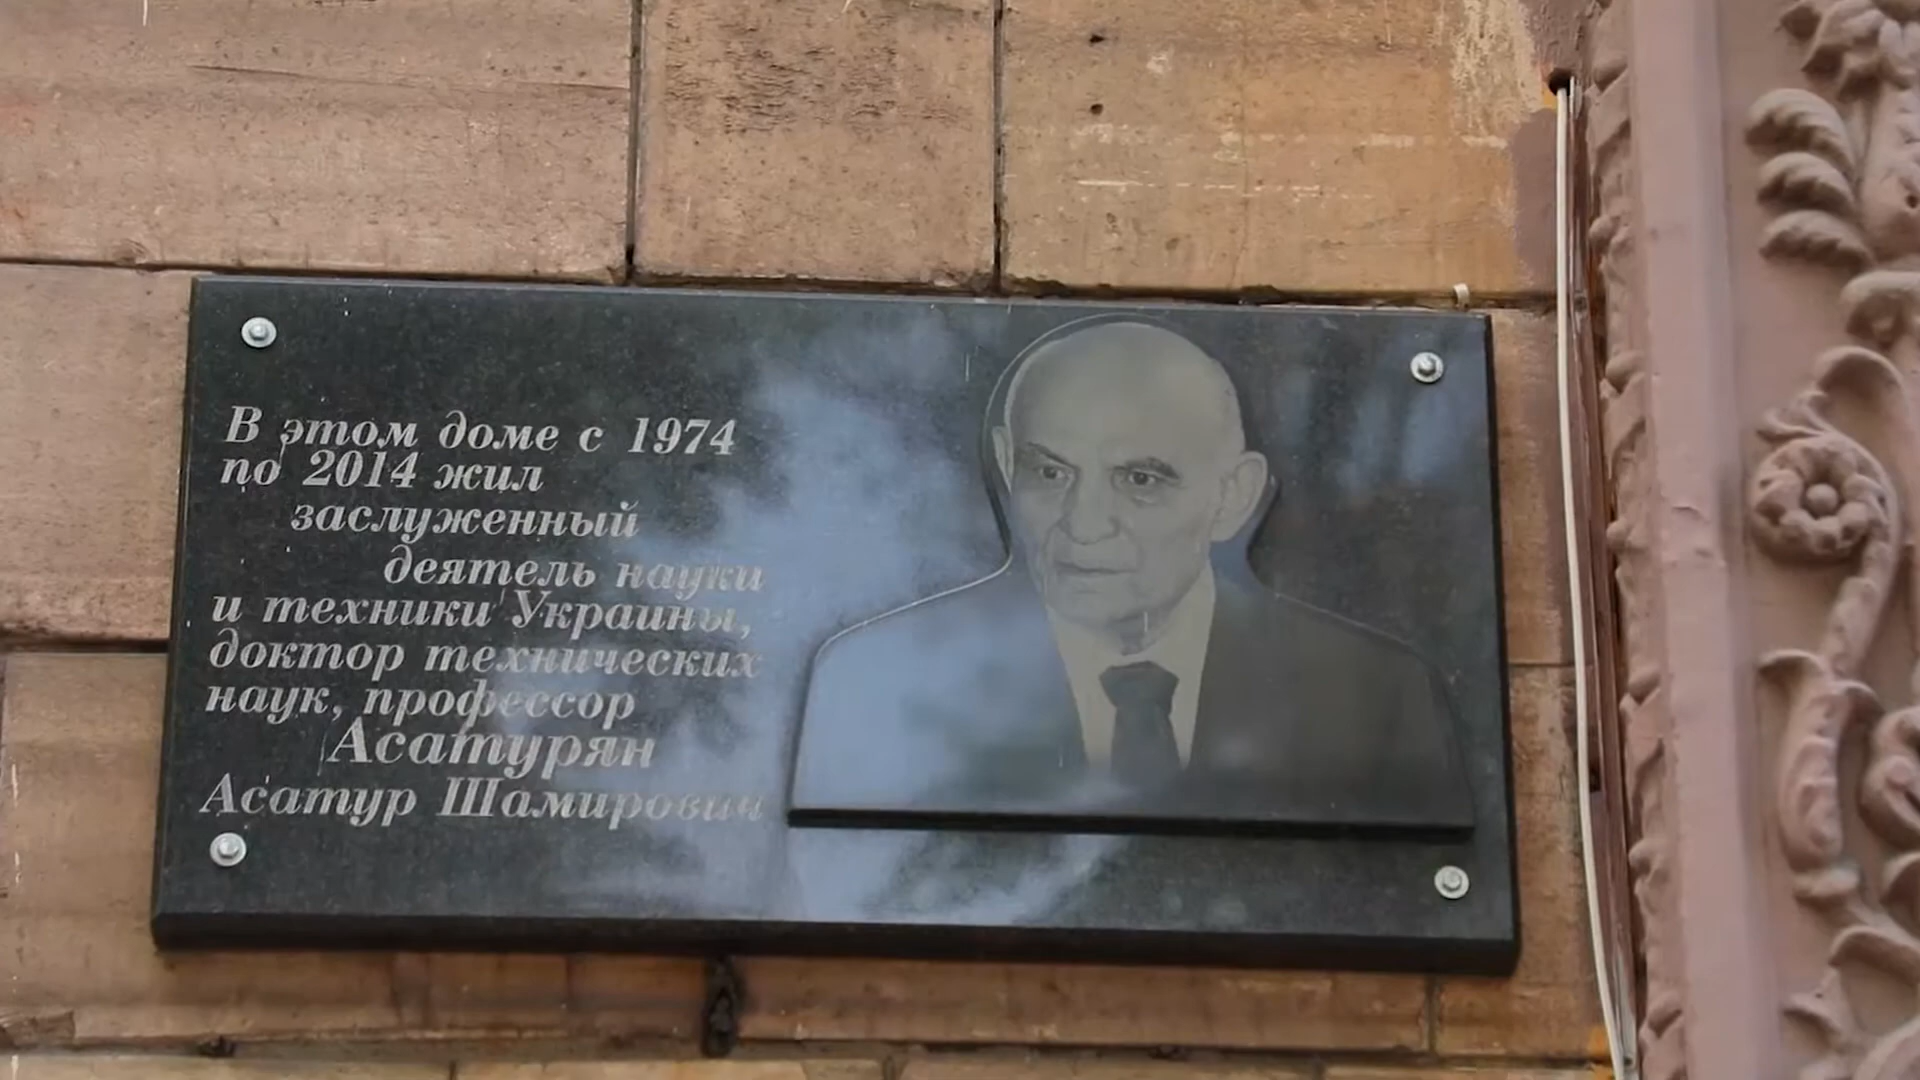 В этом доме с 1974
по 2014 жил
заслуженный
деятель науки
и техники Украины,
доктор технических
наук, профессор
Асатурян
Асатур Шамирович